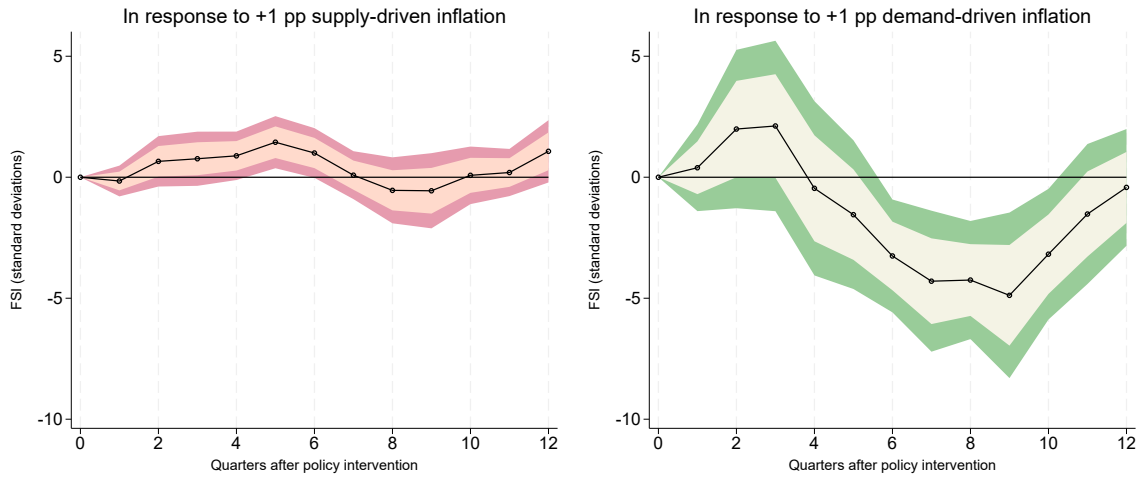 In response to +1 pp supply-driven inflation
FSI (standard deviations)
5
0
-5
-10
0 2 4 6 8 10 12
Quarters after policy intervention
In response to +1 pp demand-driven inflation
FSI (standard deviations)
5
0
-5
-10
0 2 4 6 8 10 12
Quarters after policy intervention